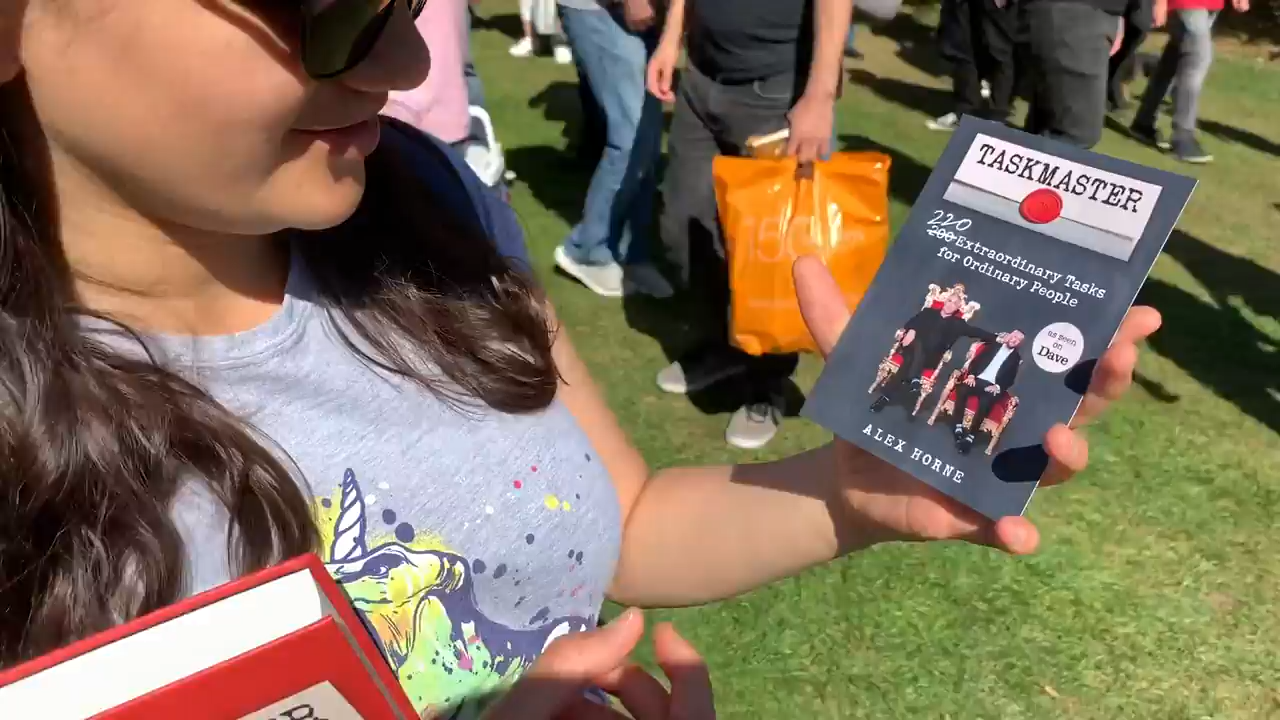 TASKMASTER
220
200 Extraordinary Tasks
for Ordinary People
as seen
on
Dave
ALEX HORNE